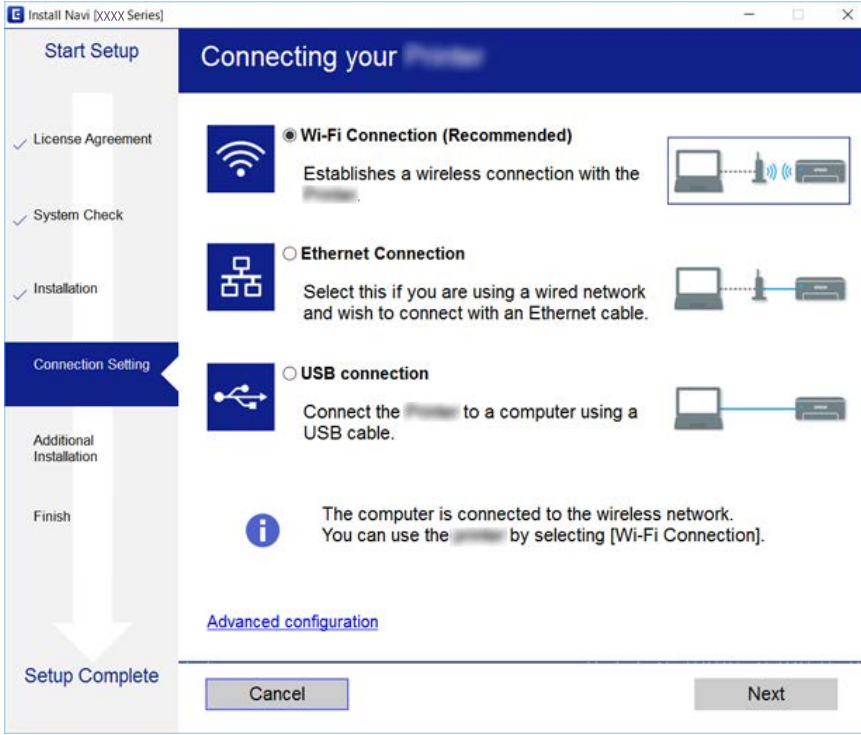 Install Navi [XXXX Series]
Start Setup
License Agreement
System Check
Installation
Connection Setting
Additional
Installation
Finish
Setup Complete
Connecting your
Wi-Fi Connection (Recommended)
Establishes a wireless connection with the
.
Ethernet Connection
Select this if you are using a wired network
and wish to connect with an Ethernet cable.
USB connection
Connect the to a computer using a
USB cable.
The computer is connected to the wireless network.
You can use the by selecting [Wi-Fi Connection].
Advanced configuration
Cancel
Next